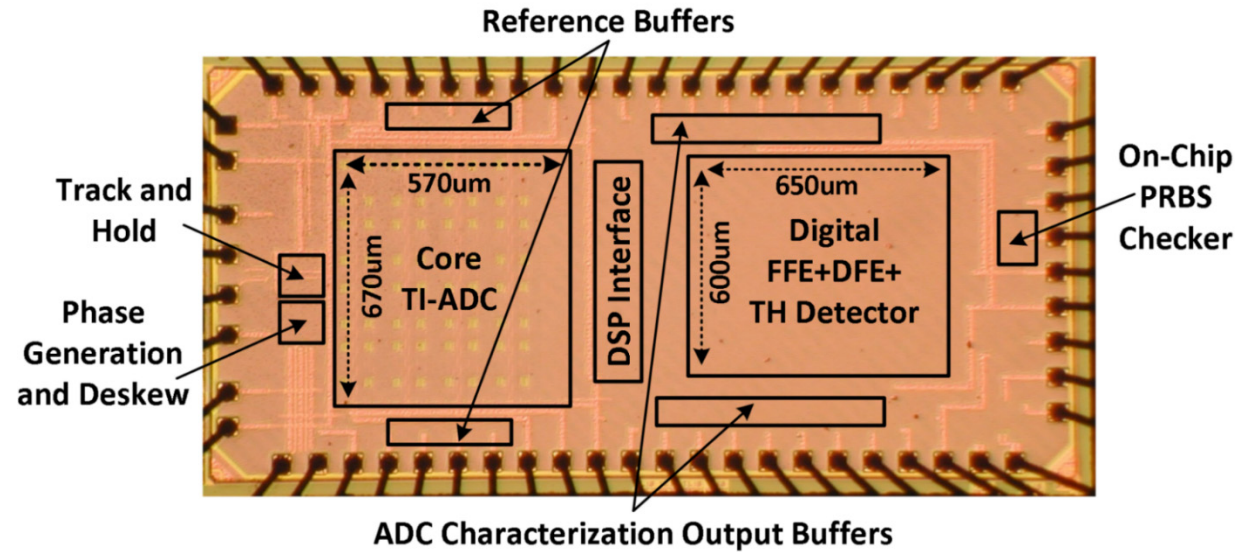 Reference Buffers
Track and
Hold
Phase
Generation
and Deskew
570um
670um
Core
TI-ADC
DSP Interface
650um
600um
Digital
FFE+DFE+
TH Detector
On-Chip
PRBS
Checker
ADC Characterization Output Buffers